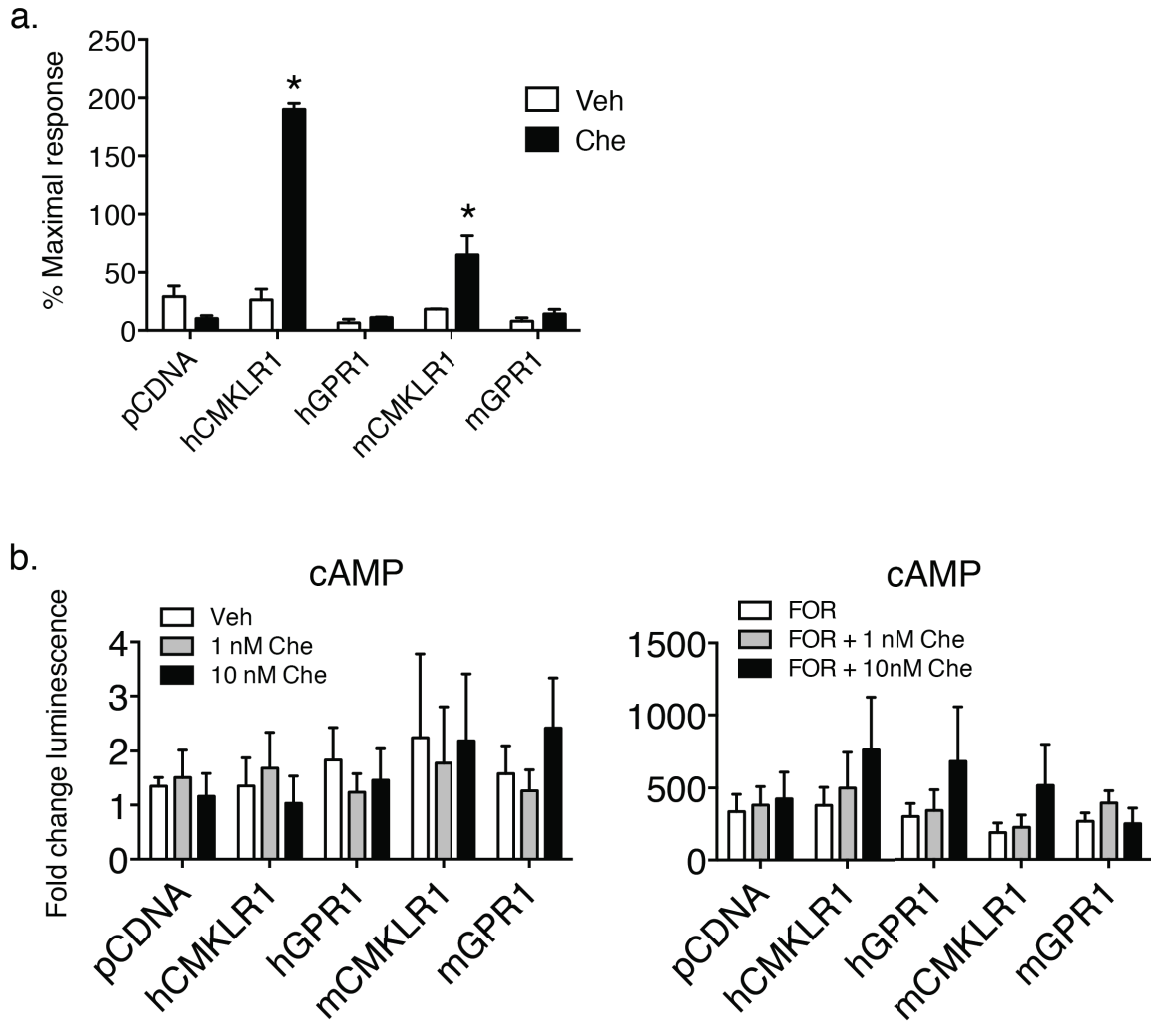 a.
% Maximal response
250
200
150
100
50
0
*
*
Veh
Che
pCDNA
hCMKLR1
hGPR1
mCMKLR1
mGPR1
b.
cAMP
Fold change luminescence
Veh
1 nM Che
10 nM Che
4
3
2
1
0
pCDNA
hCMKLR1
hGPR1
mCMKLR1
mGPR1
cAMP
FOR
FOR + 1 nM Che
FOR + 10nM Che
1500
1000
500
0
pCDNA
hCMKLR1
hGPR1
mCMKLR1
mGPR1